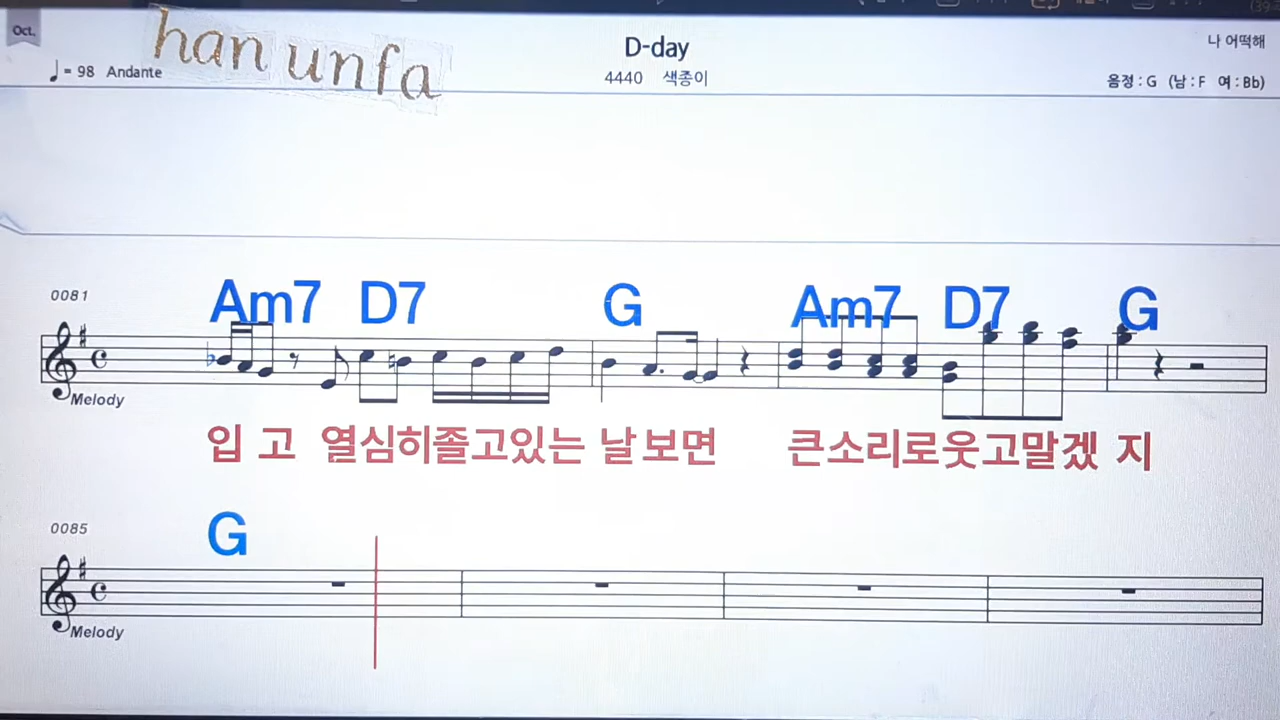 Oct.
han unfa
D-day
나 어떡해
♩= 98 Andante
4440 색종이
음정 : G (남 : F 여 : Bb)
0081
Am7 D7 G Am7 D7 G
Melody
입 고 열심히졸고있는 날보면 큰소리로웃고말겠 지
0085
G
Melody